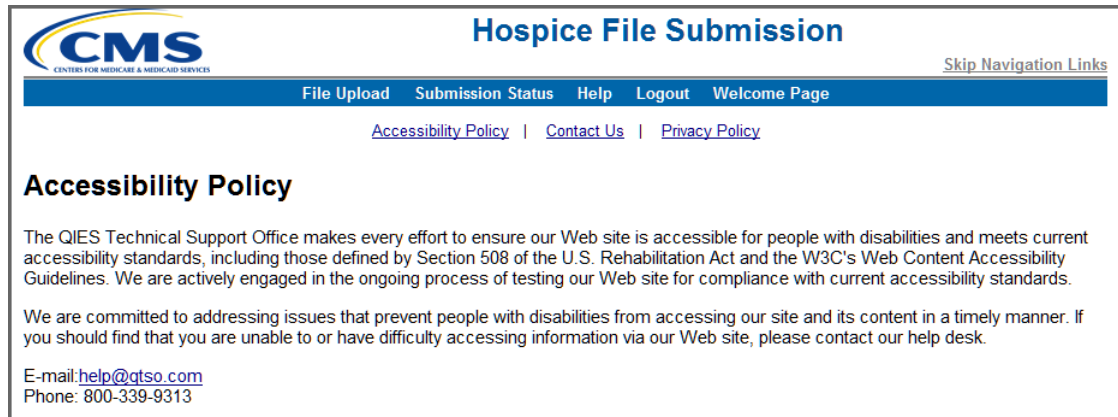 CMS
CENTERS FOR MEDICARE & MEDICAID SERVICES
Hospice File Submission
Skip Navigation Links
File Upload Submission Status Help Logout Welcome Page
Accessibility Policy | Contact Us | Privacy Policy
Accessibility Policy
The QIES Technical Support Office makes every effort to ensure our Web site is accessible for people with disabilities and meets current
accessibility standards, including those defined by Section 508 of the U.S. Rehabilitation Act and the W3C's Web Content Accessibility
Guidelines. We are actively engaged in the ongoing process of testing our Web site for compliance with current accessibility standards.
We are committed to addressing issues that prevent people with disabilities from accessing our site and its content in a timely manner. If
you should find that you are unable to or have difficulty accessing information via our Web site, please contact our help desk.
E-mail:help@qtso.com
Phone: 800-339-9313